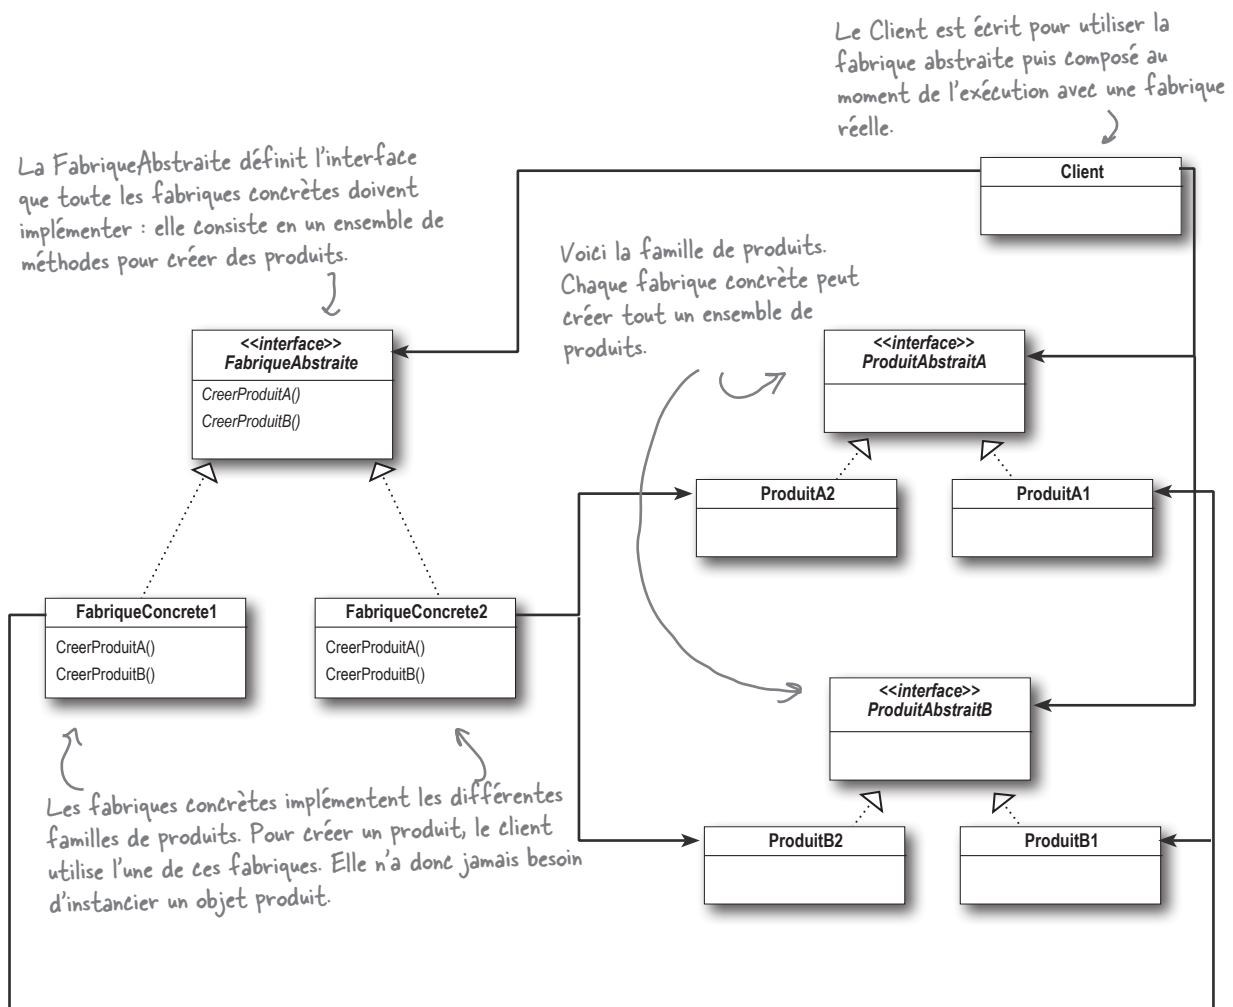 Le Client est écrit pour utiliser la
fabrique abstraite puis composé au
moment de l'exécution avec une fabrique
réelle.
La FabriqueAbstraite définit l'interface
que toute les fabriques concrètes doivent
implémenter : elle consiste en un ensemble de
méthodes pour créer des produits.
Client
Voici la famille de produits.
Chaque fabrique concrète peut
créer tout un ensemble de
produits.
<<interface>>
FabriqueAbstraite
CreerProduitA()
CreerProduitB()
<<interface>>
ProduitAbstraitA
ProduitA2
ProduitA1
FabriqueConcrete1
CreerProduitA()
CreerProduitB()
FabriqueConcrete2
CreerProduitA()
CreerProduitB()
<<interface>>
ProduitAbstraitB
Les fabriques concrètes implémentent les différentes
familles de produits. Pour créer un produit, le client
utilise l'une de ces fabriques. Elle n'a donc jamais besoin
d'instancier un objet produit.
ProduitB2
ProduitB1